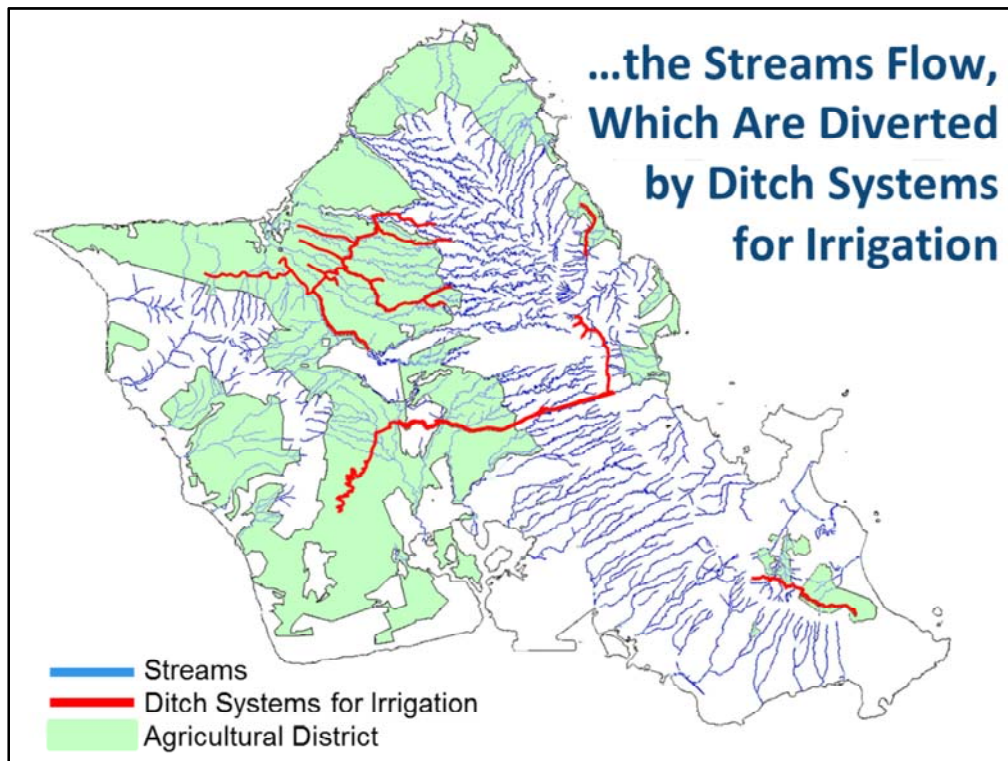 ...the Streams Flow,
Which Are Diverted
by Ditch Systems
for Irrigation
Streams
Ditch Systems for Irrigation
Agricultural District